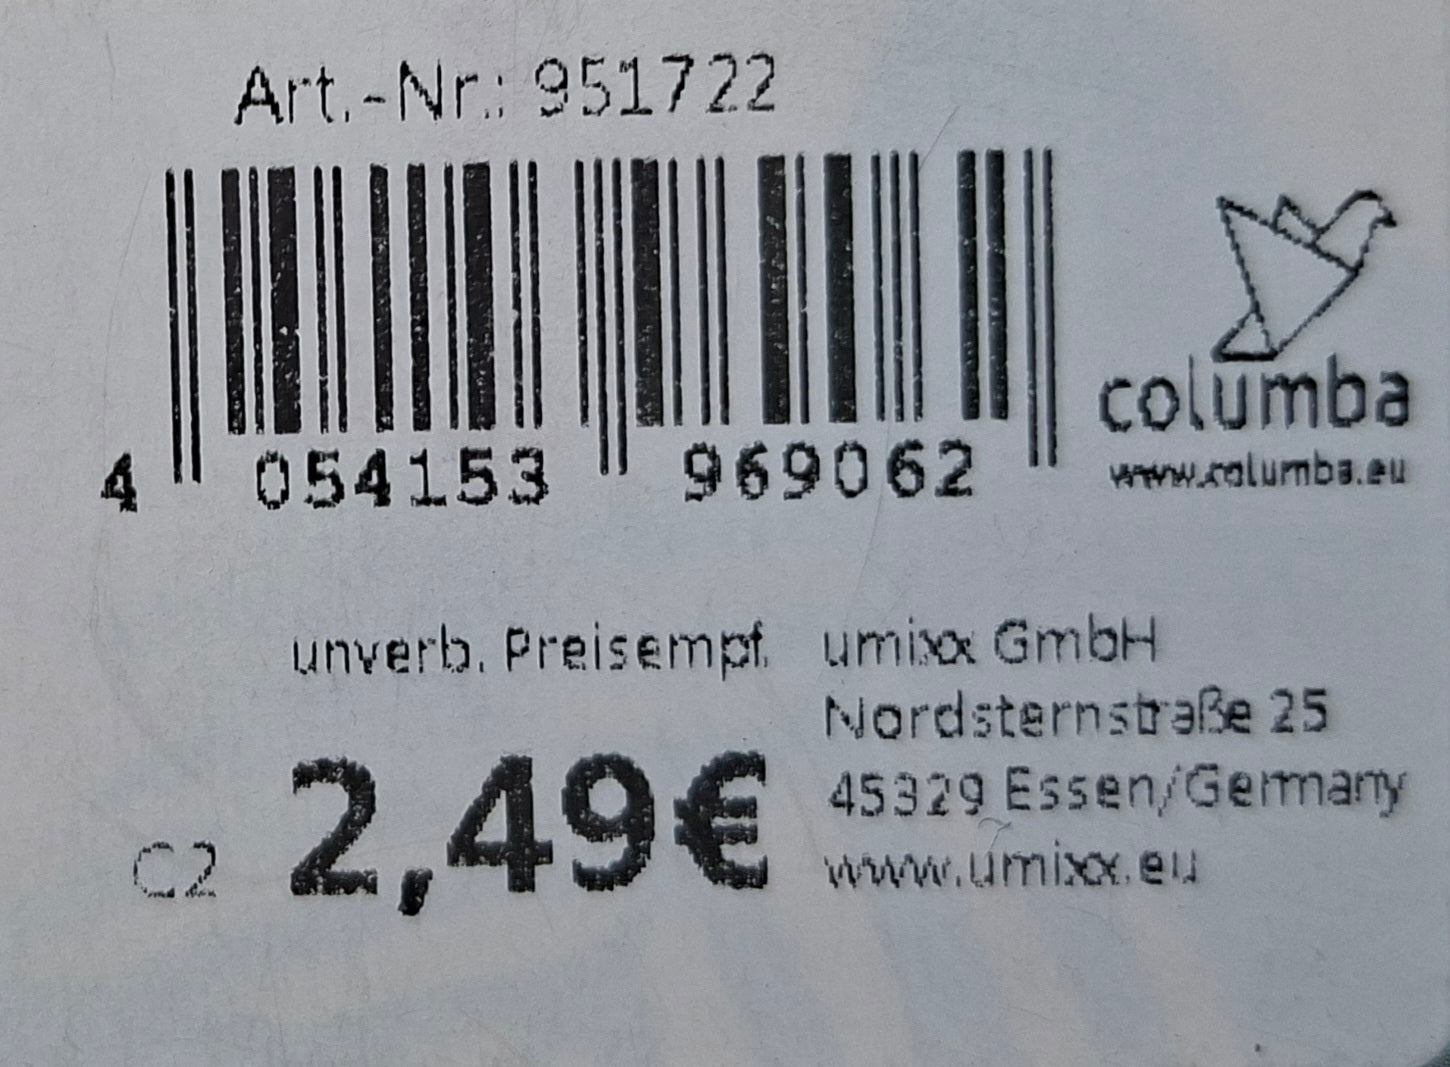 Art.-Nr.: 951722
4 054153 969062
columba
www.columba.eu
unverb. Preisempf.
2,49€
C2
umixx GmbH
Nordsternstraße 25
45329 Essen/Germany
www.umixx.eu